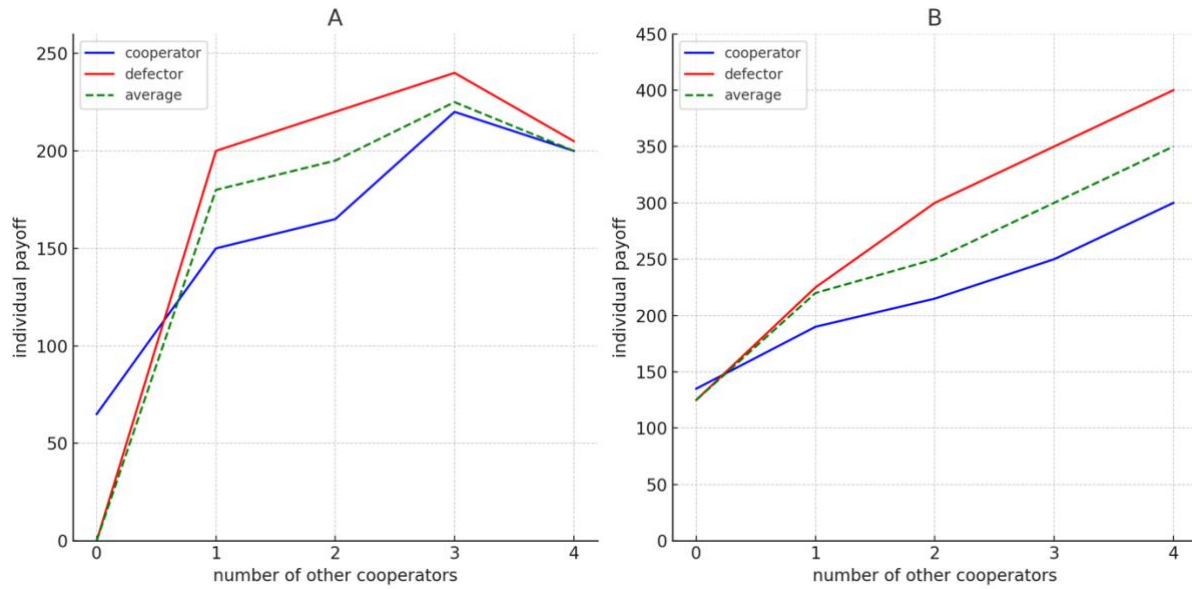 A
250
200
150
100
50
0
individual payoff
cooperator
defector
average
0 1 2 3 4
number of other cooperators
B
450
400
350
300
250
200
150
100
50
0
individual payoff
cooperator
defector
average
0 1 2 3 4
number of other cooperators